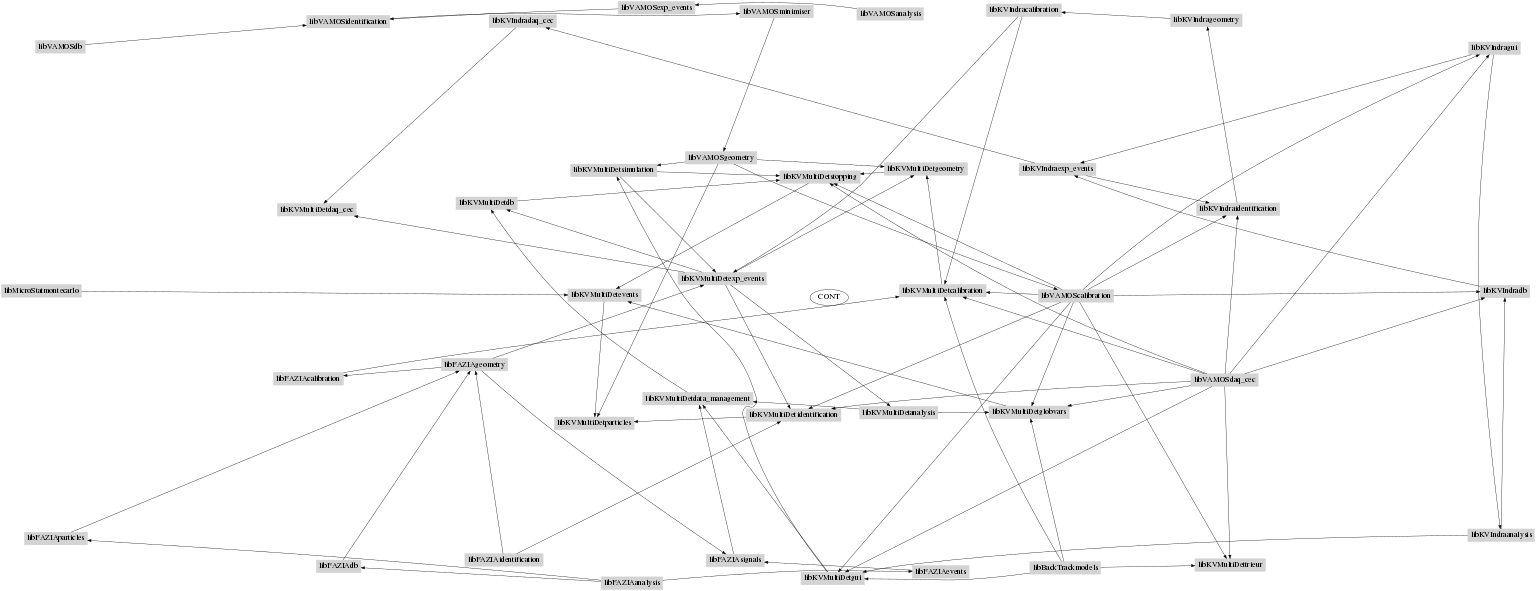 libVAMOSexp_events
libVAMOSminimiser
libVAMOSanalysis
libKVIndracalibration
libVAMOSidentification
libKVIndradaq_cec
libKVIndrageometry
libVAMOSdb
libKVIndragui
libVAMOSgeometry
libKVMultiDetsimulation
libKVMultiDetstopping
libKVMultiDetgeometry
libKVIndraexp_events
libKVMultiDetdb
libKVMultiDetdaq_cec
libKVIndraidentification
libKVMultiDetexp_events
libMicroStatmontecarlo
libKVMultiDetevents
CONT
libKVMultiDetcalibration
libVAMOScalibration
libKVIndradb
libFAZIAgeometry
libFAZIAcalibration
libVAMOSdaq_cec
libKVMultiDetdata_management
libKVMultiDetparticles
libKVMultiDetidentification
libKVMultiDetanalysis
libKVMultiDetglobvars
libFAZIAparticles
libKVIndraanalysis
libFAZIAdb
libFAZIAidentification
libFAZIAsignals
libFAZIAanalysis
libKVMultiDetgui
libFAZIAevents
libBackTrackmodels
libKVMultiDettrieur